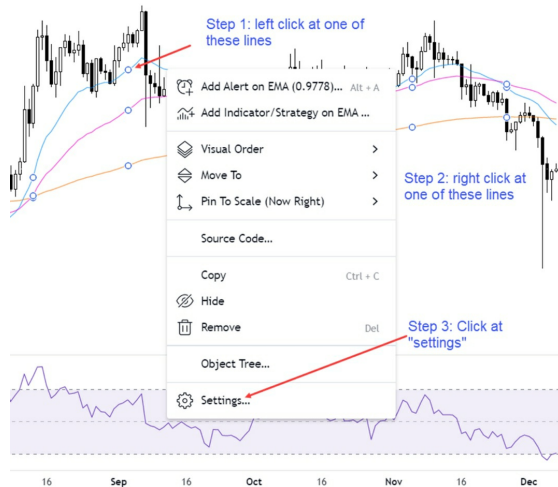 Step 1: left click at one of
these lines
Add Alert on EMA (0.9778)... Alt + A
Add Indicator/Strategy on EMA ...
Visual Order
Move To
Pin To Scale (Now Right)
Step 2: right click at
one of these lines
Source Code...
Copy Ctrl + C
Hide
Remove Del
Step 3: Click at
"settings"
Object Tree...
Settings...
16 Sep 16 Oct 16 Nov 16 Dec